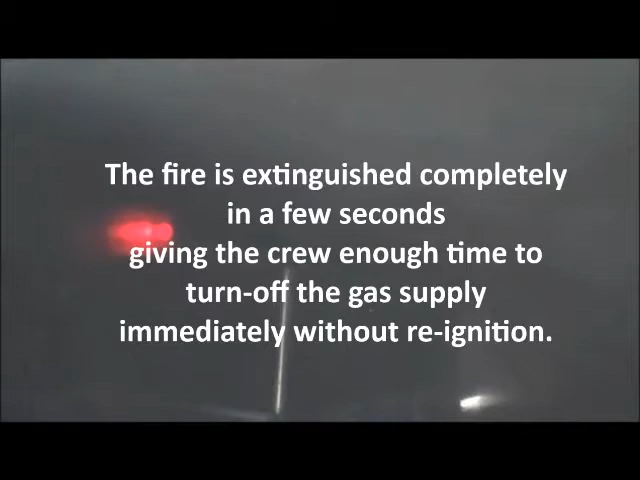 The fire is extinguished completely
in a few seconds
giving the crew enough time to
turn-off the gas supply
immediately without re-ignition.